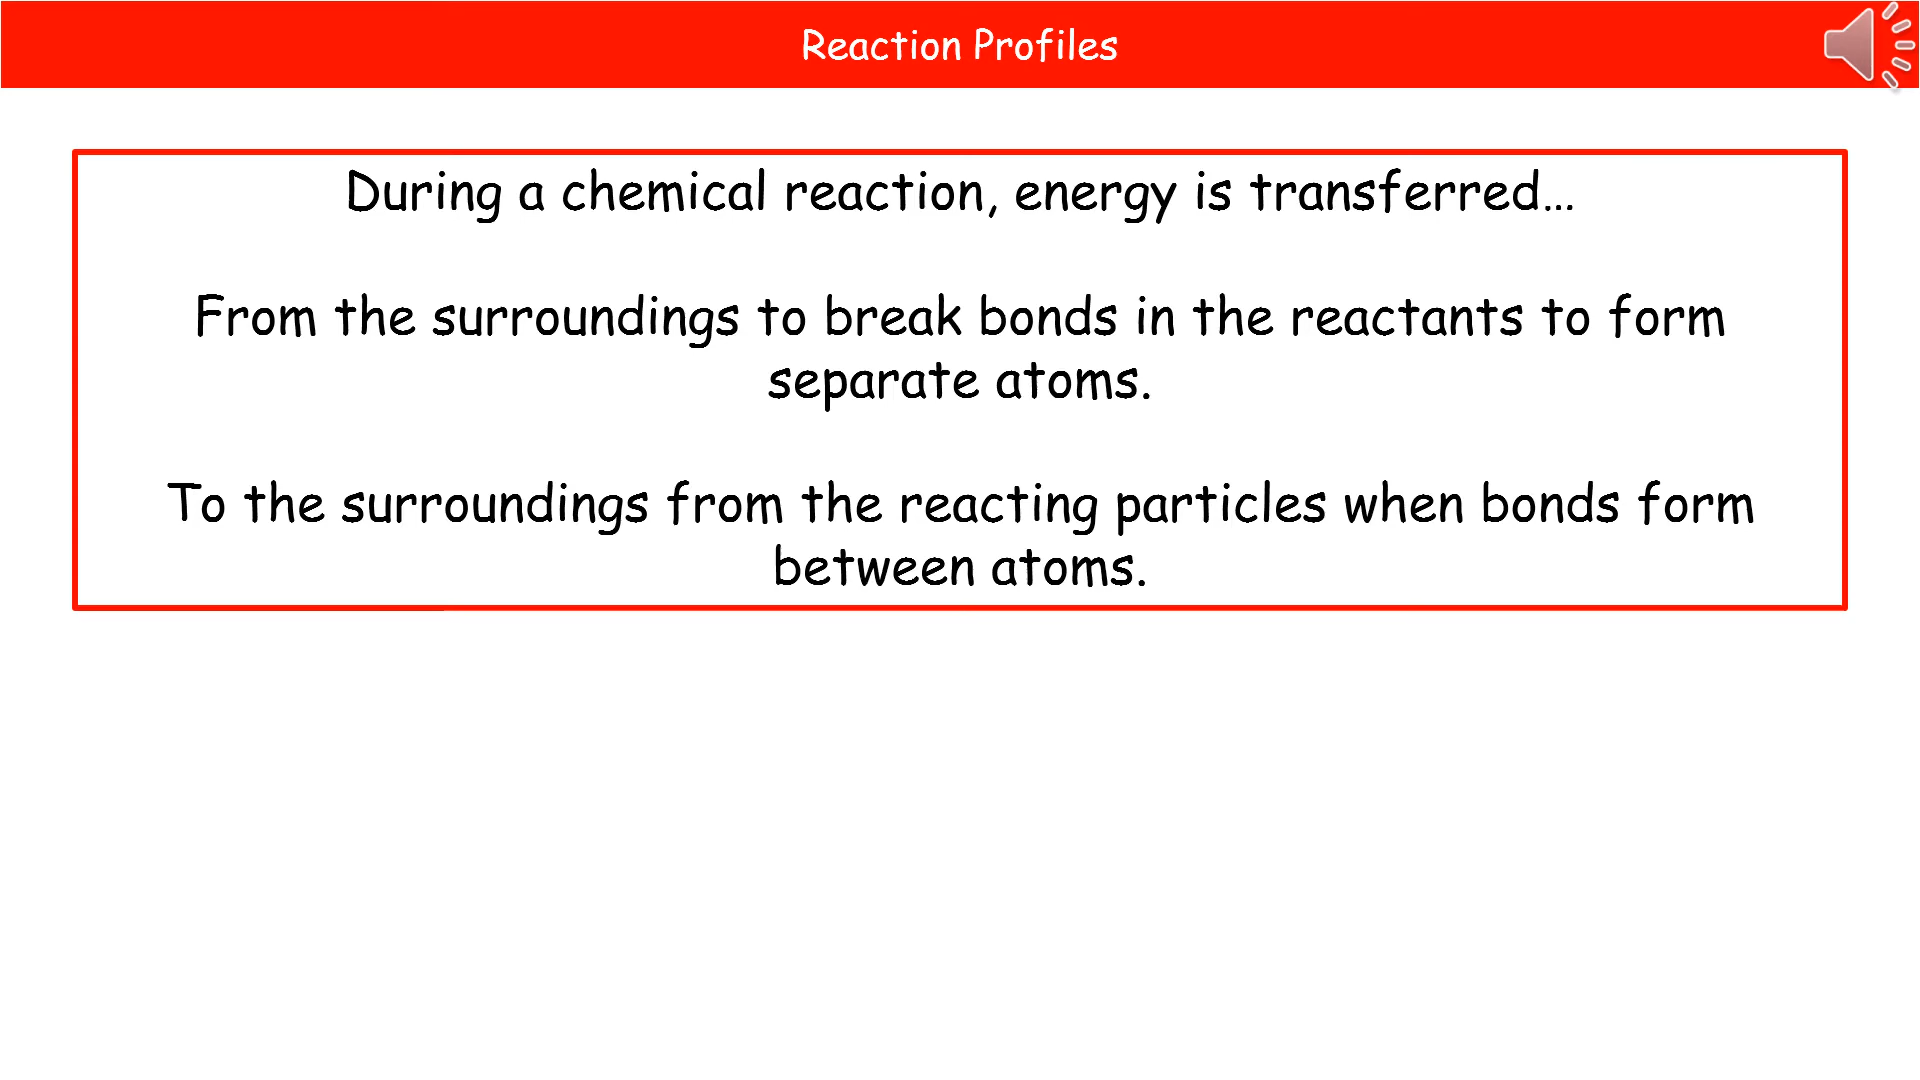 Reaction Profiles
During a chemical reaction, energy is transferred…
From the surroundings to break bonds in the reactants to form
separate atoms.
To the surroundings from the reacting particles when bonds form
between atoms.